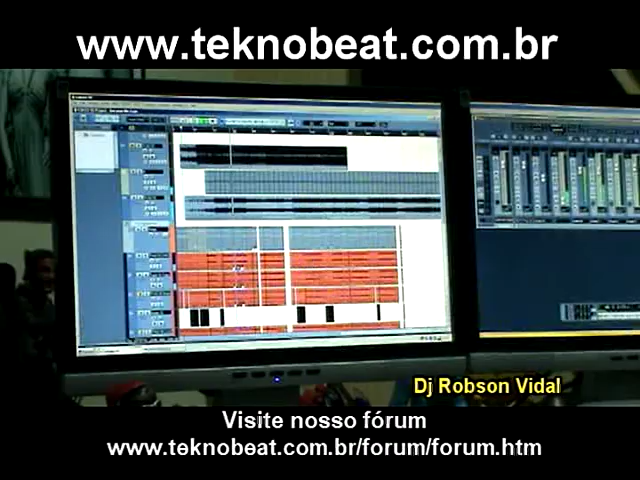 www.teknobeat.com.br
Dj Robson Vidal
Visite nosso fórum
www.teknobeat.com.br/forum/forum.htm